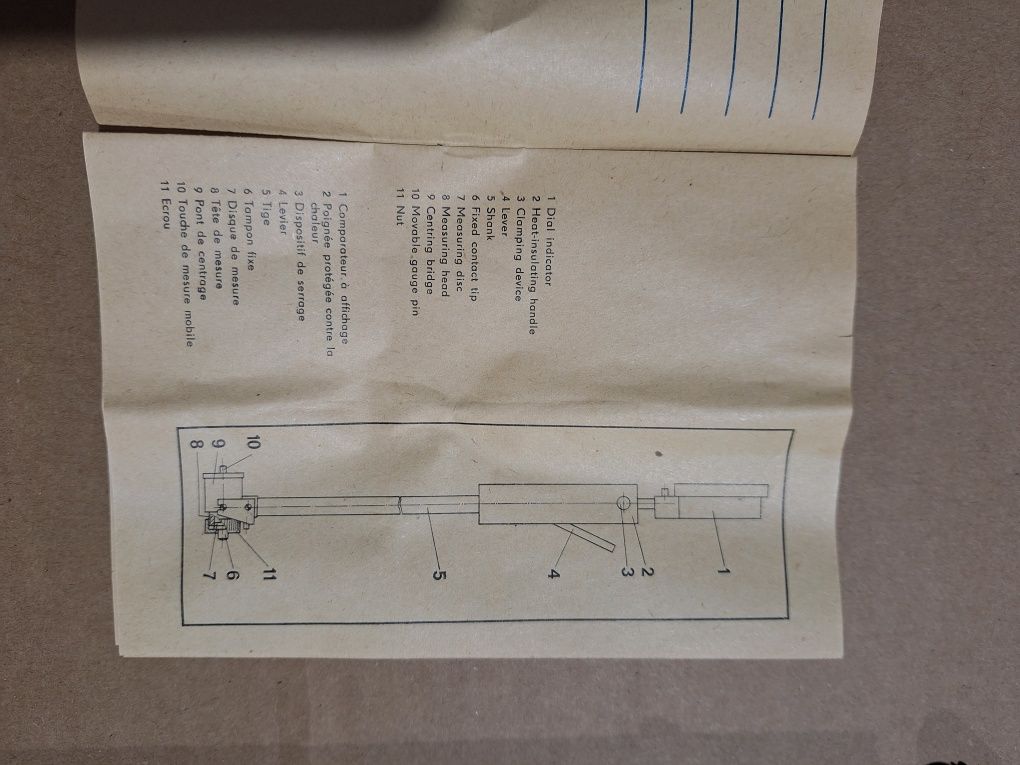 1 Dial indicator
2 Heat-insulating handle
3 Clamping device
4 Lever
5 Shank
6 Fixed contact tip
7 Measuring disc
8 Measuring head
9 Centring bridge
10 Movable gauge pin
11 Nut
1 Comparateur à affichage
2 Poignée protégée contre la
chaleur
3 Dispositif de serrage
4 Levier
5 Tige
6 Tampon fixe
7 Disque de mesure
8 Tête de mesure
9 Pont de centrage
10 Touche de mesure mobile
11 Ecrou
1
2
3
4
5
11
6
7
10
9
8